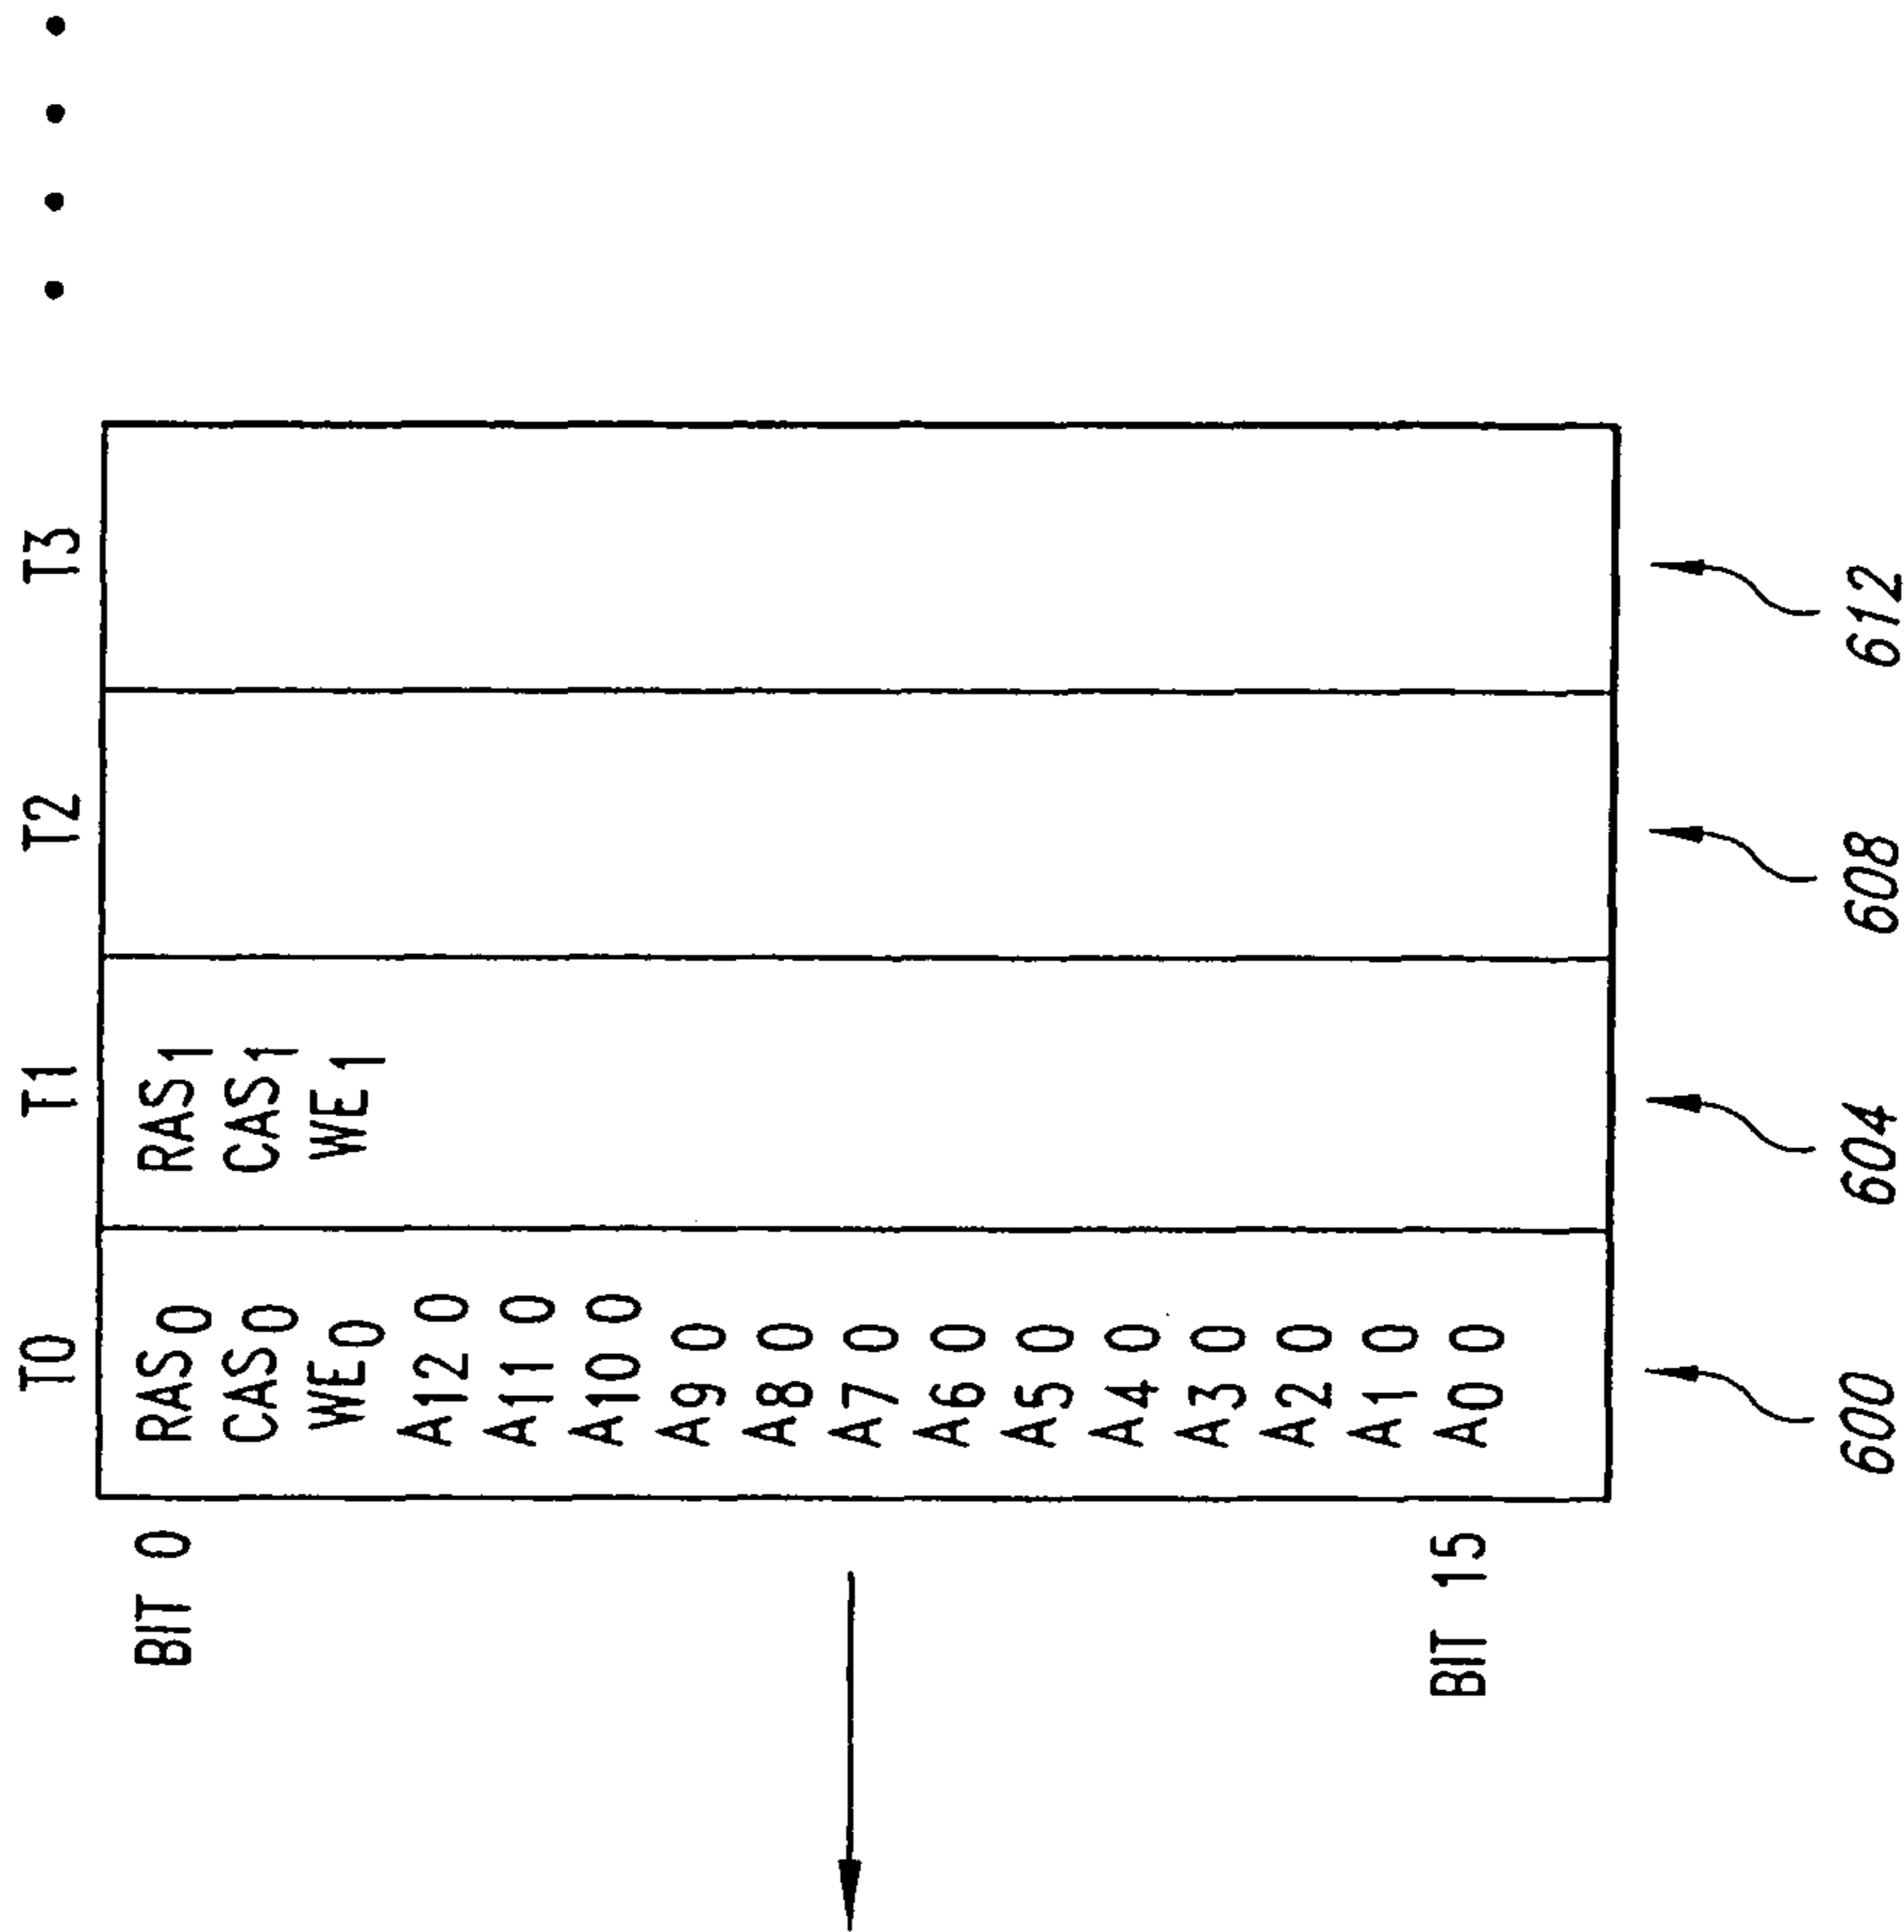 T0 T1 T2 T3
BIT 0 RAS0 RAS1
CAS0 CAS1
WE0 WE1
A12 0
A11 0
A10 0
A9 0
A8 0
A7 0
A6 0
A5 0
A4 0
A3 0
A2 0
A1 0
BIT 15 A0 0
600 604 608 612